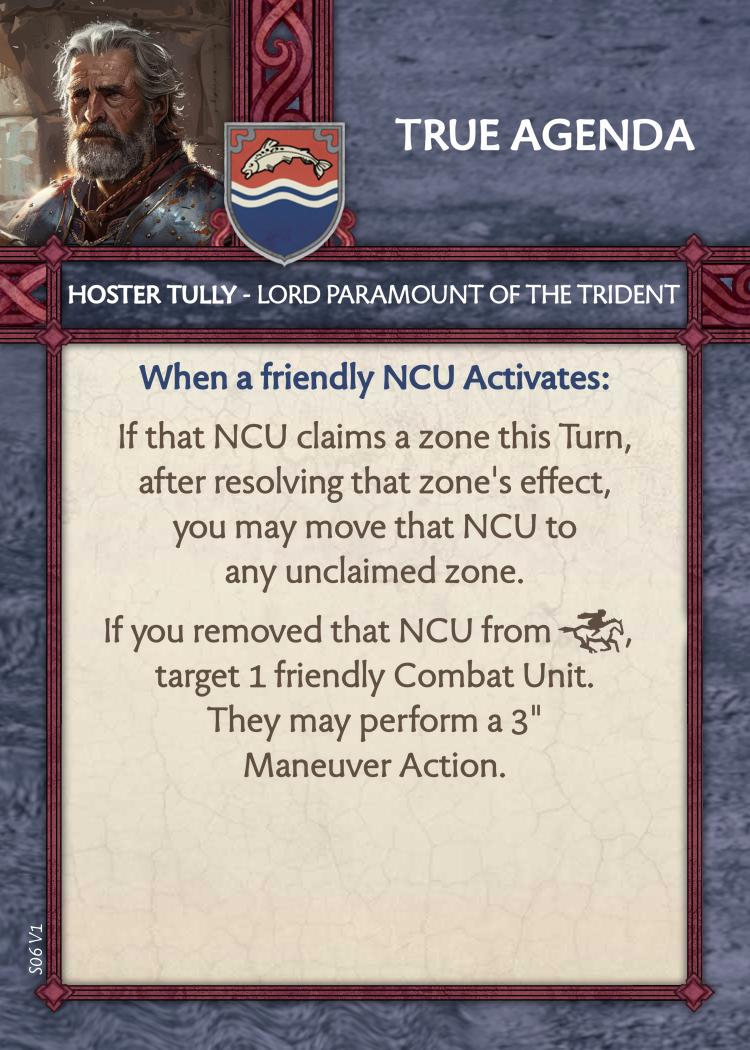 TRUE AGENDA
HOSTER TULLY - LORD PARAMOUNT OF THE TRIDENT
When a friendly NCU Activates:
If that NCU claims a zone this Turn,
after resolving that zone's effect,
you may move that NCU to
any unclaimed zone.
If you removed that NCU from ,
target 1 friendly Combat Unit.
They may perform a 3"
Maneuver Action.
S06 V1